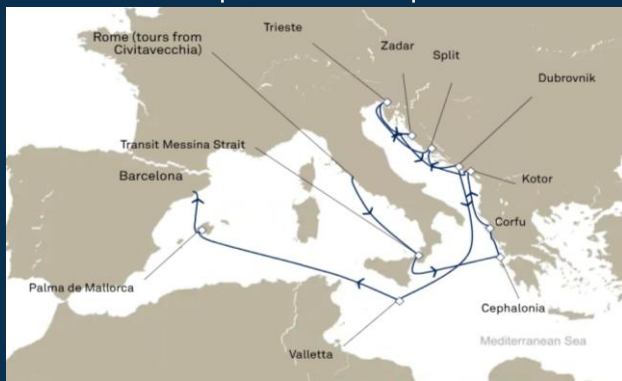 Trieste
Rome (tours from
Civitavecchia)
Zadar
Split
Dubrovnik
Transit Messina Strait
Barcelona
Kotor
Corfu
Palma de Mallorca
Cephalonia
Mediterranean Sea
Valletta